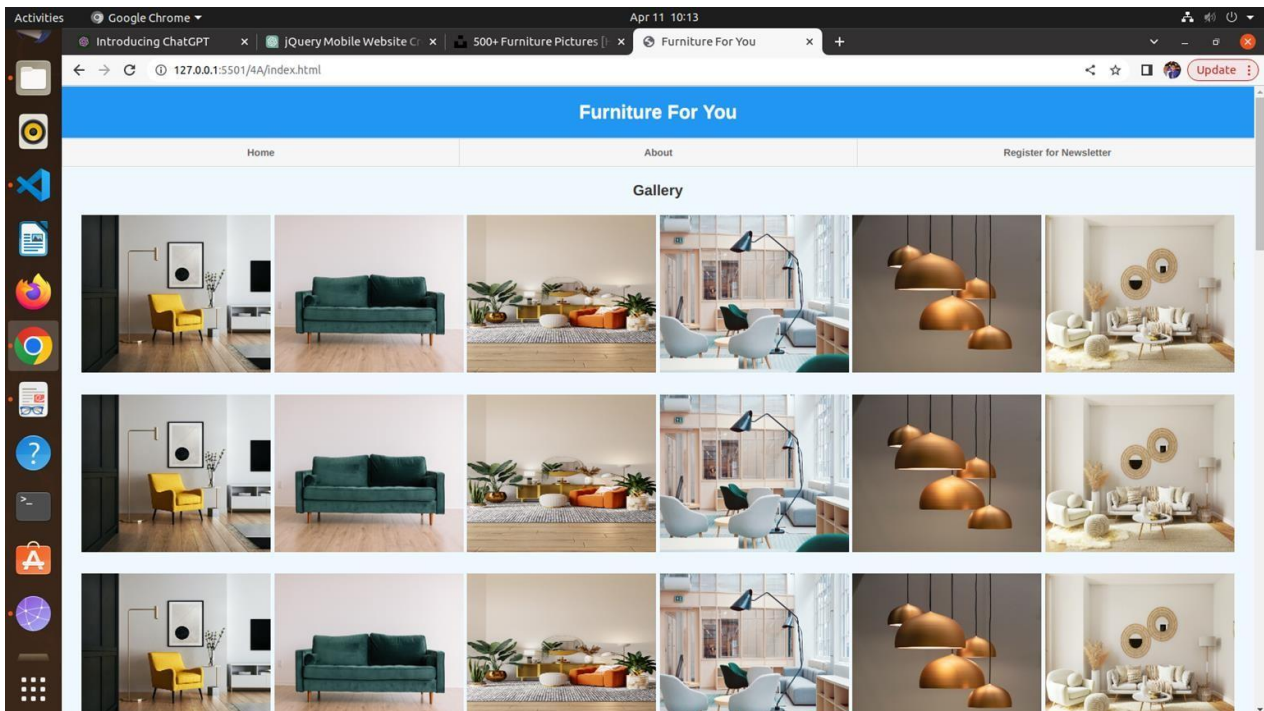 Activities Google Chrome Apr 11 10:13
Introducing ChatGPT jQuery Mobile Website Cr 500+ Furniture Pictures [H Furniture For You
127.0.0.1:5501/4A/index.html Update
Furniture For You
Home About Register for Newsletter
Gallery